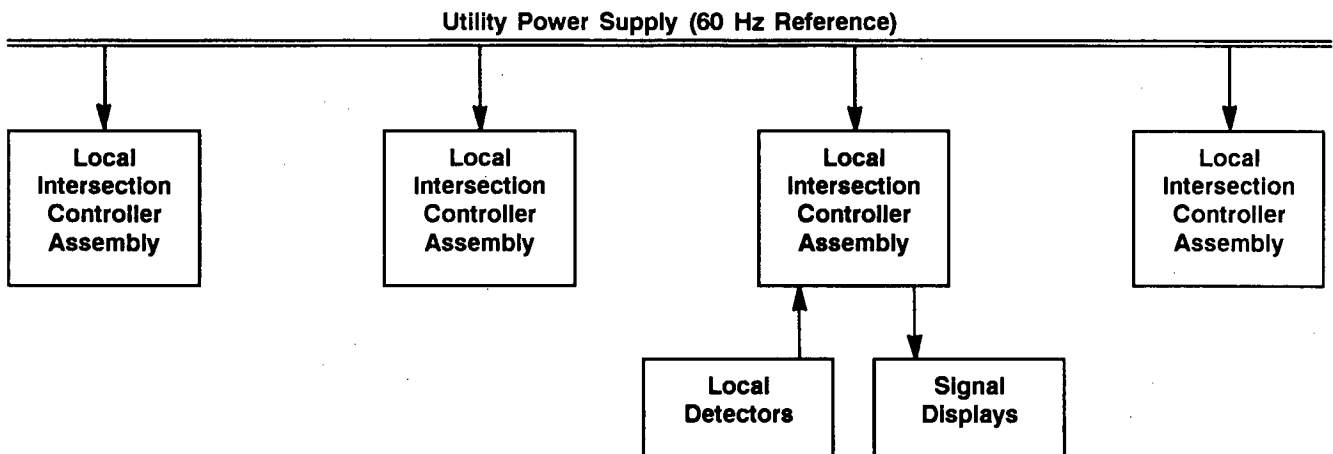 Utility Power Supply (60 Hz Reference)
Local
Intersection
Controller
Assembly
Local
Intersection
Controller
Assembly
Local
Intersection
Controller
Assembly
Local
Intersection
Controller
Assembly
Local
Detectors
Signal
Displays